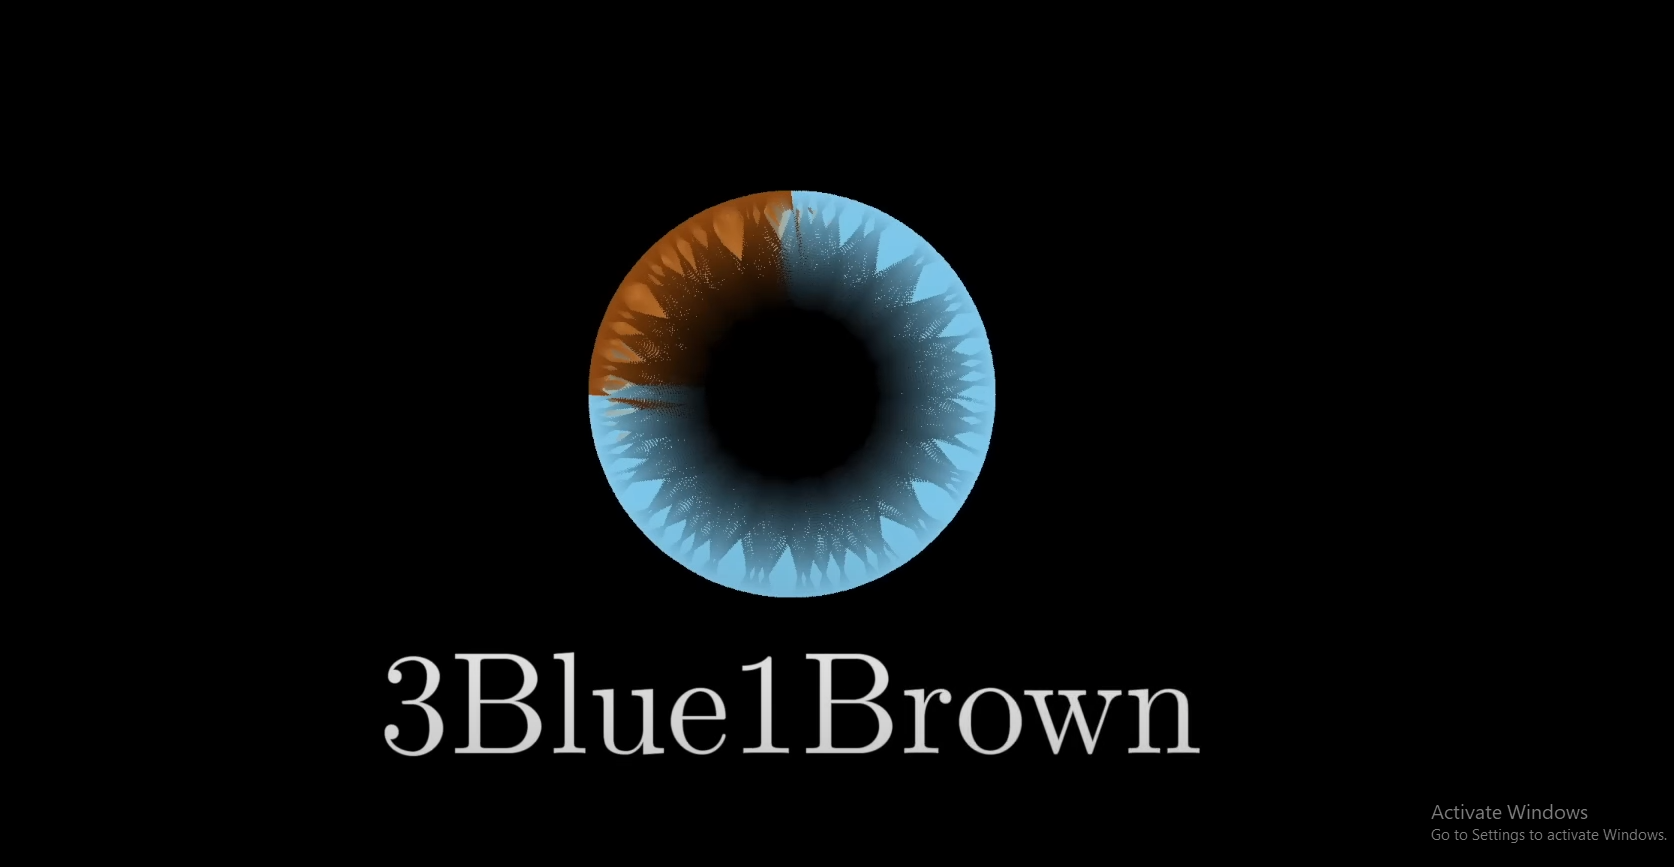 3Blue1Brown
Activate Windows
Go to Settings to activate Windows.